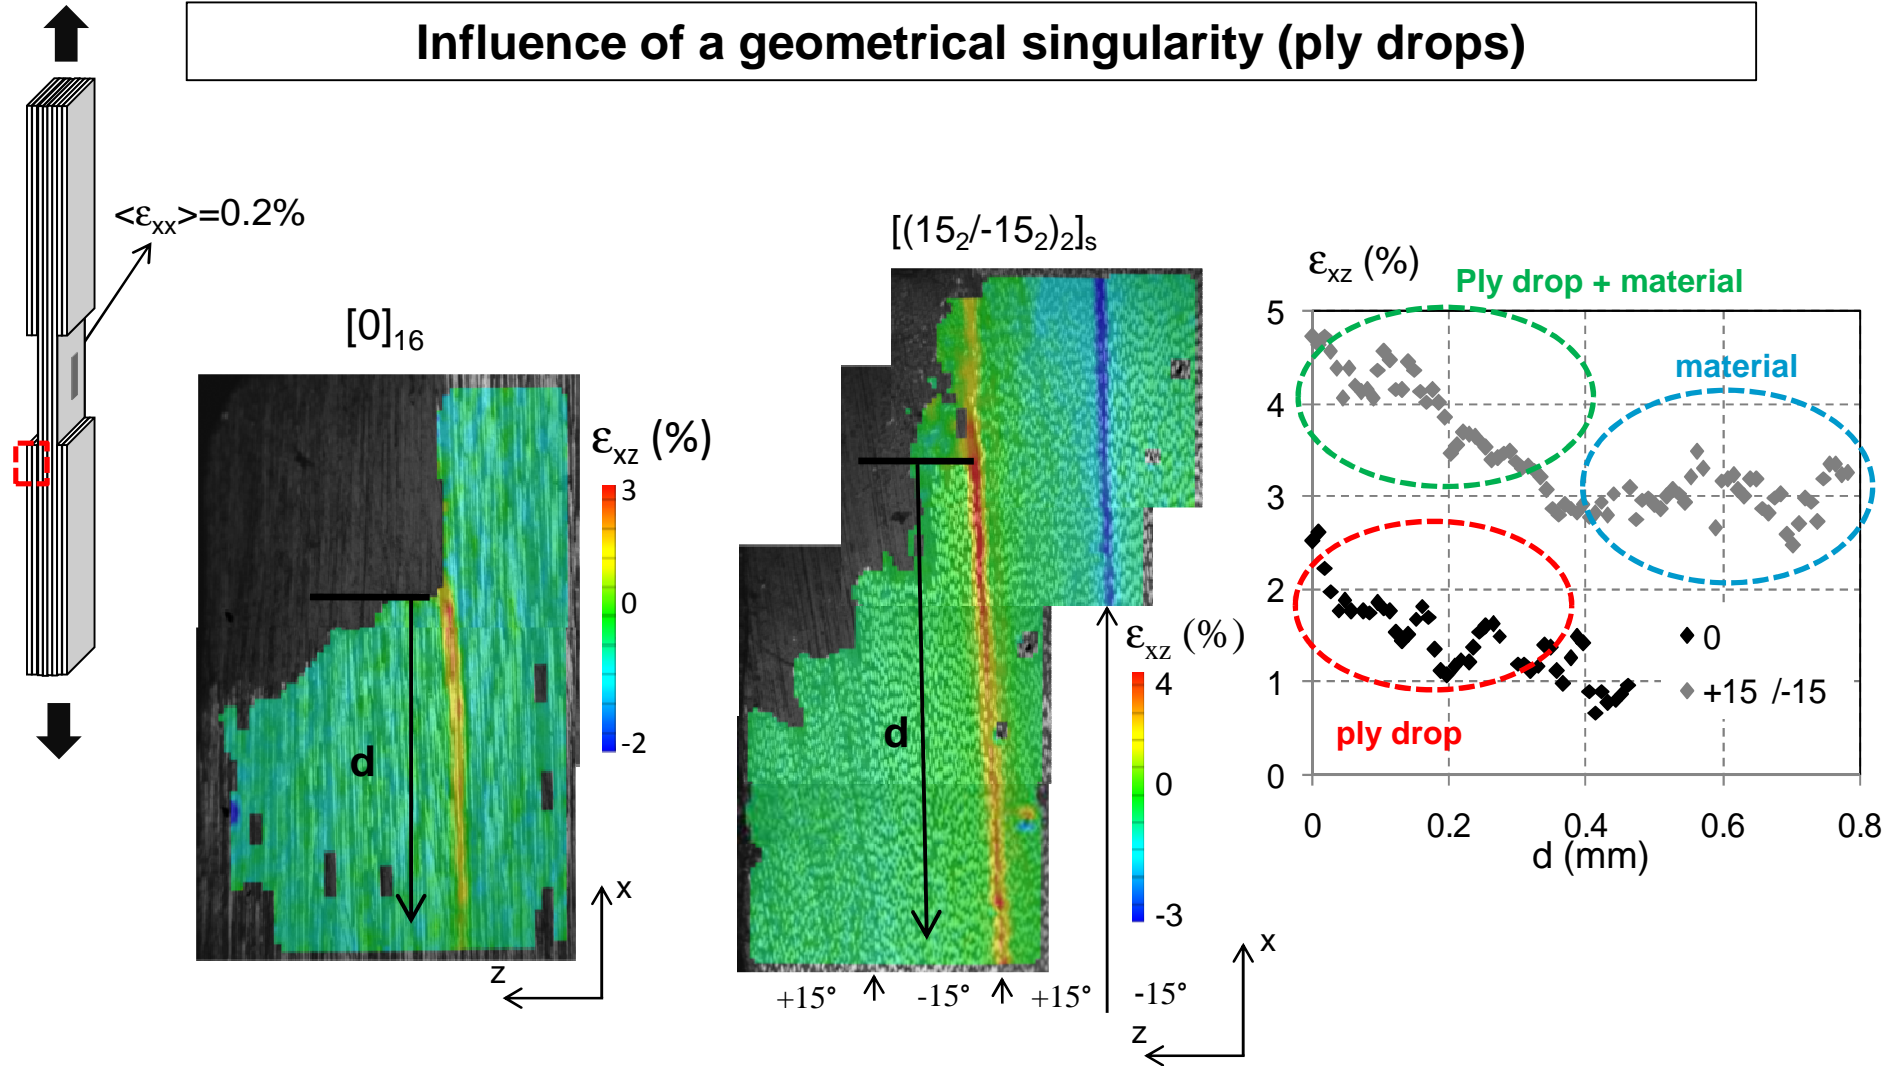 Influence of a geometrical singularity (ply drops)
<εxx>=0.2%
[0]16
εxz (%)
3
0
-2
d
x
z
[(152/-152)2]s
d
εxz (%)
4
0
-3
+15°
-15°
+15°
-15°
x
z
εxz (%)
Ply drop + material
material
ply drop
5
4
3
2
1
0
0
0.2
0.4
0.6
0.8
d (mm)
0
+15 /-15